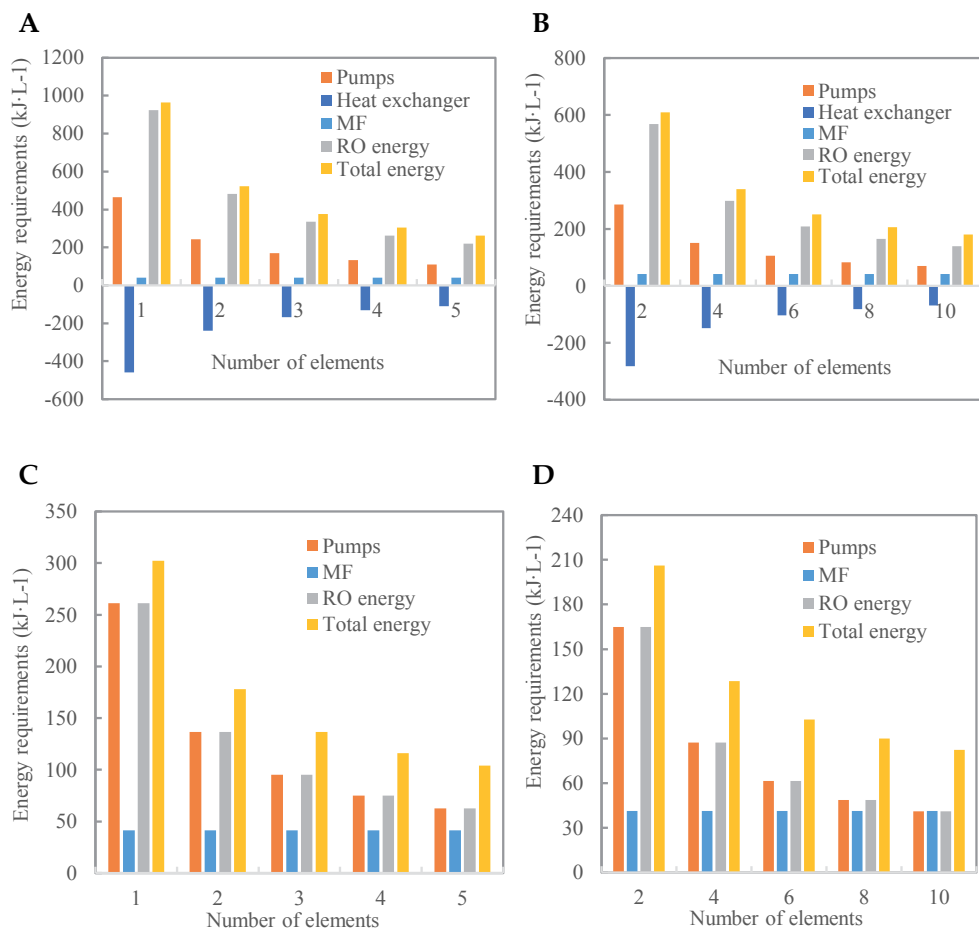 A
Energy requirements (kJ·L-1)
1200
1000
800
600
400
200
0
-200
-400
-600
Pumps
Heat exchanger
MF
RO energy
Total energy
1 2 3 4 5
Number of elements
B
Energy requirements (kJ·L-1)
800
600
400
200
0
-200
-400
Pumps
Heat exchanger
MF
RO energy
Total energy
2 4 6 8 10
Number of elements
C
Energy requirements (kJ·L-1)
350
300
250
200
150
100
50
0
Pumps
MF
RO energy
Total energy
1 2 3 4 5
Number of elements
D
Energy requirements (kJ·L-1)
240
210
180
150
120
90
60
30
0
Pumps
MF
RO energy
Total energy
2 4 6 8 10
Number of elements